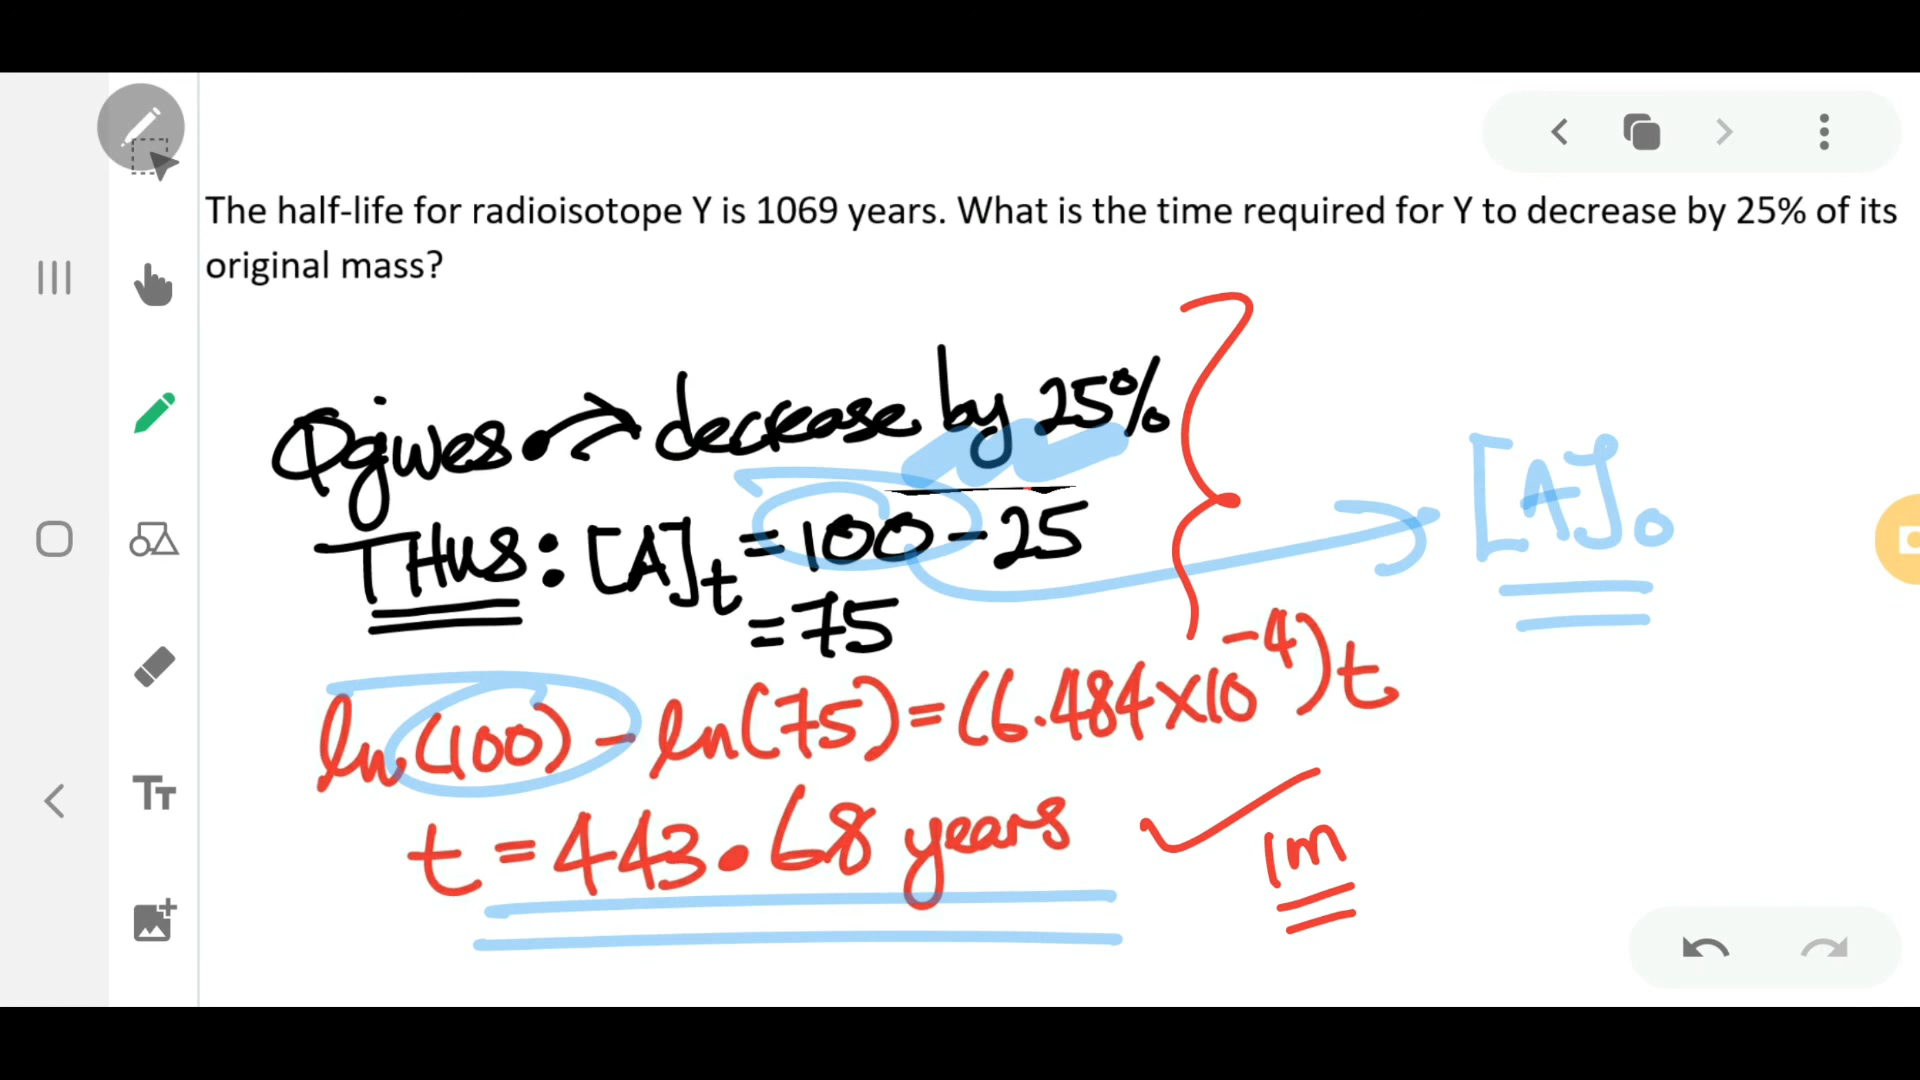 The half-life for radioisotope Y is 1069 years. What is the time required for Y to decrease by 25% of its
original mass?
Q gives → decrease by 25%
THUS: [A]t = 100 - 25
[A]0
= 75
ln(100) - ln(75) = (6.484×10⁻⁴)t
t = 443.68 years ✓
1m
Tт